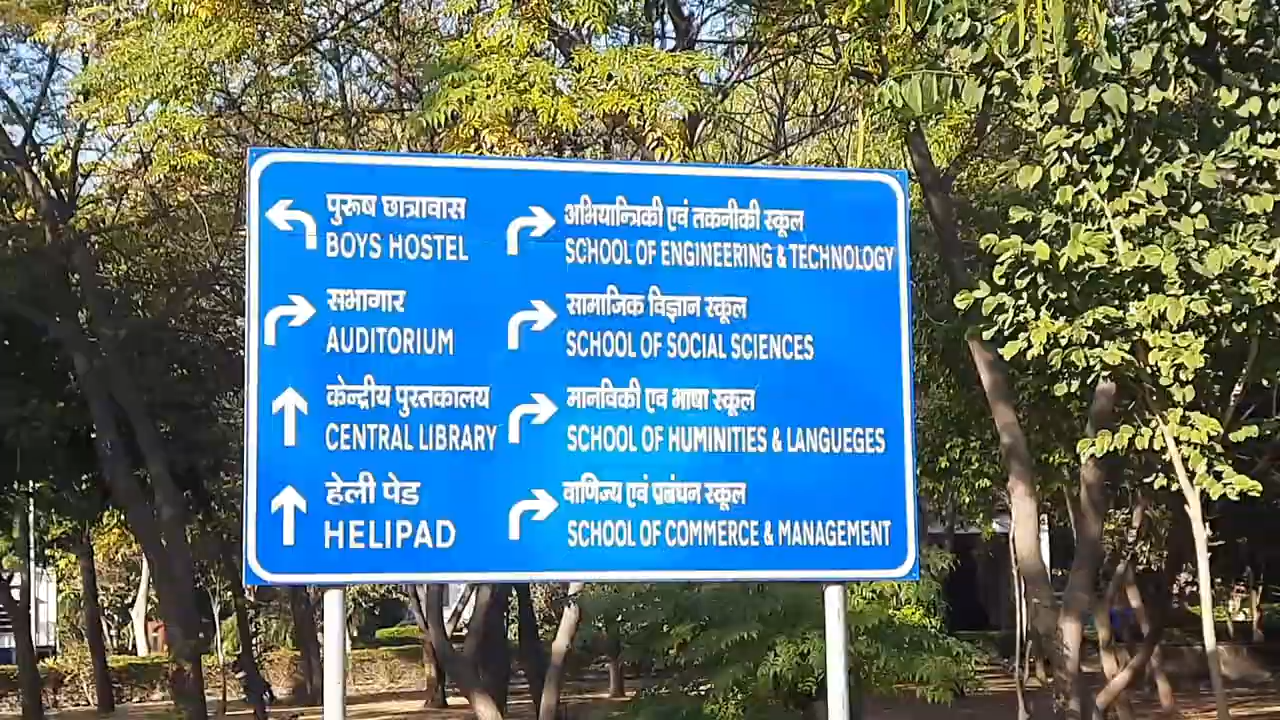 पुरूष छात्रावास
BOYS HOSTEL
सभागार
AUDITORIUM
केन्द्रीय पुस्तकालय
CENTRAL LIBRARY
हेली पेड
HELIPAD
अभियान्त्रिकी एवं तकनीकी स्कूल
SCHOOL OF ENGINEERING & TECHNOLOGY
सामाजिक विज्ञान स्कूल
SCHOOL OF SOCIAL SCIENCES
मानविकी एव भाषा स्कूल
SCHOOL OF HUMINITIES & LANGUEGES
वाणिज्य एवं प्रबंधन स्कूल
SCHOOL OF COMMERCE & MANAGEMENT